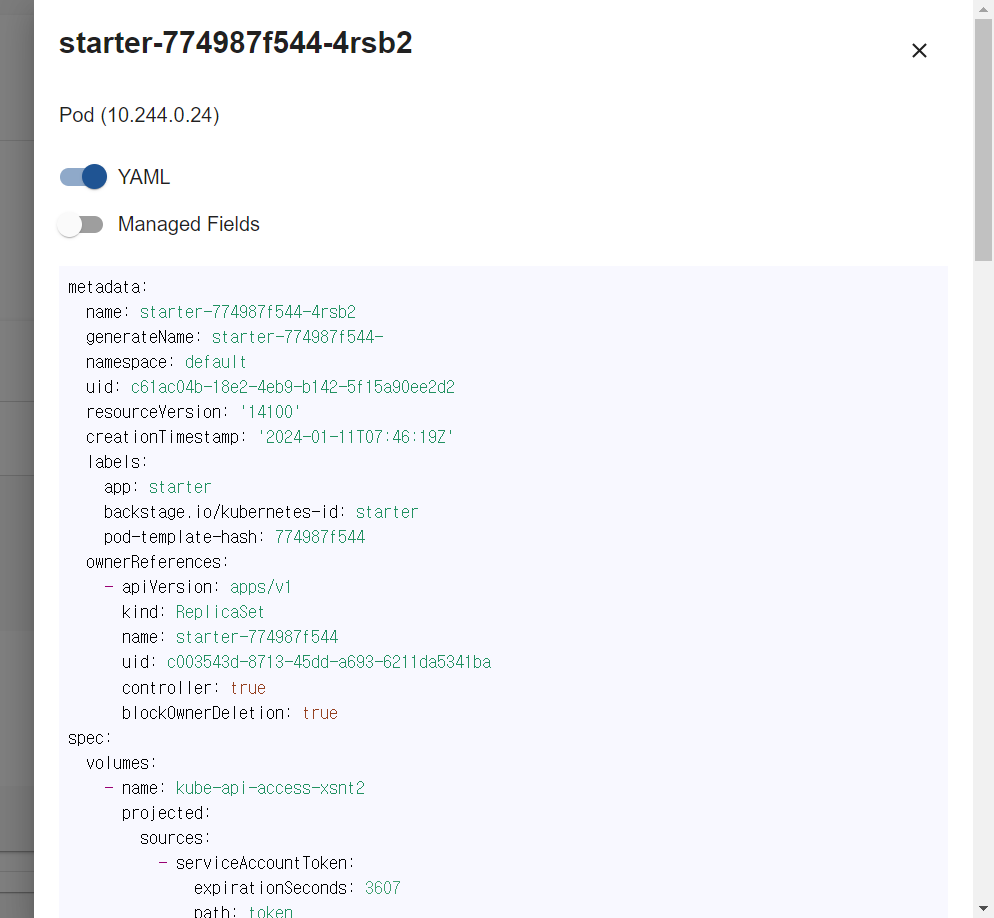 starter-774987f544-4rsb2
Pod (10.244.0.24)
YAML
Managed Fields
metadata:
  name: starter-774987f544-4rsb2
  generateName: starter-774987f544-
  namespace: default
  uid: c61ac04b-18e2-4eb9-b142-5f15a90ee2d2
  resourceVersion: '14100'
  creationTimestamp: '2024-01-11T07:46:19Z'
  labels:
    app: starter
    backstage.io/kubernetes-id: starter
    pod-template-hash: 774987f544
  ownerReferences:
    - apiVersion: apps/v1
      kind: ReplicaSet
      name: starter-774987f544
      uid: c003543d-8713-45dd-a693-6211da5341ba
      controller: true
      blockOwnerDeletion: true
spec:
  volumes:
    - name: kube-api-access-xsnt2
      projected:
        sources:
          - serviceAccountToken:
              expirationSeconds: 3607
              path: token